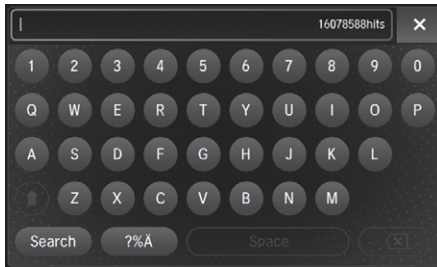 16078588hits ×
1 2 3 4 5 6 7 8 9 0
Q W E R T Y U I O P
A S D F G H J K L
Z X C V B N M
Search ?%Ä Space